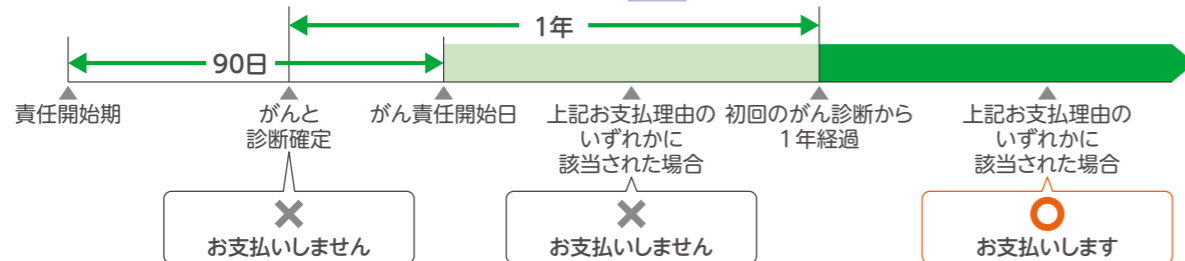 1年
90日
責任開始期
がんと
診断確定
がん責任開始日
上記お支払理由の
いずれかに
該当された場合
初回のがん診断から
1年経過
上記お支払理由の
いずれかに
該当された場合
お支払いしません
お支払いしません
お支払いします